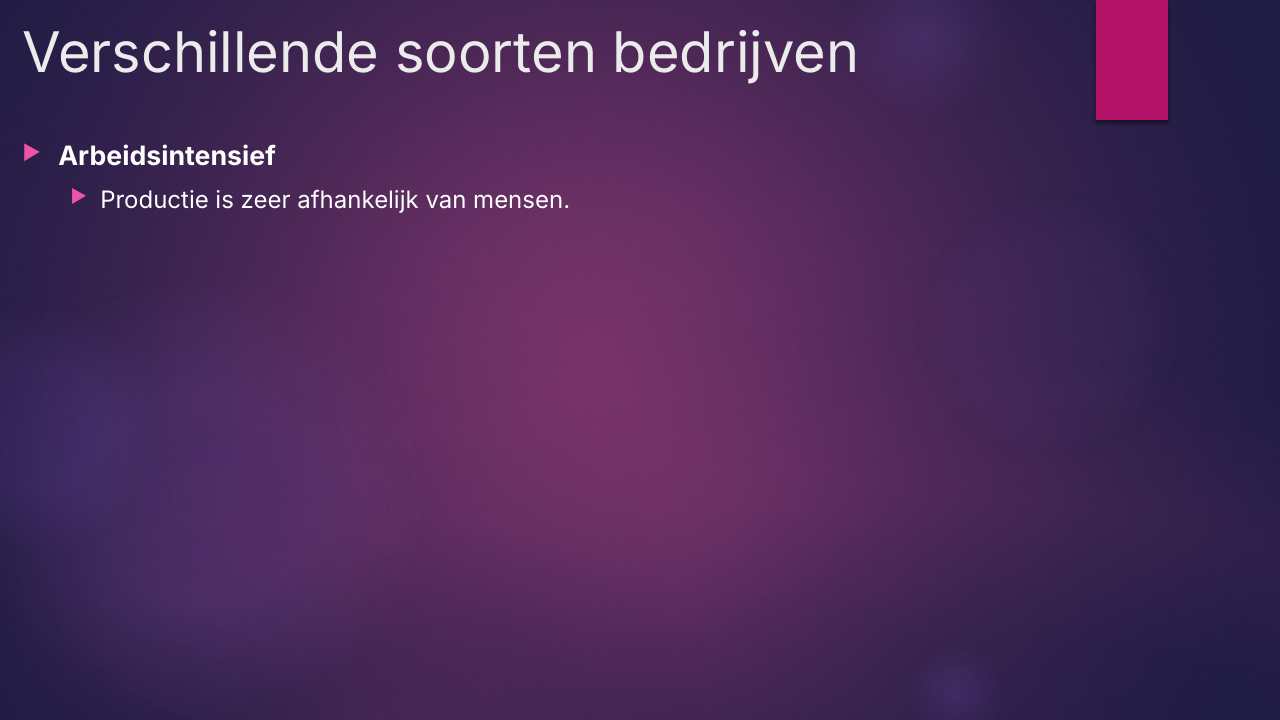 Verschillende soorten bedrijven
Arbeidsintensief
Productie is zeer afhankelijk van mensen.